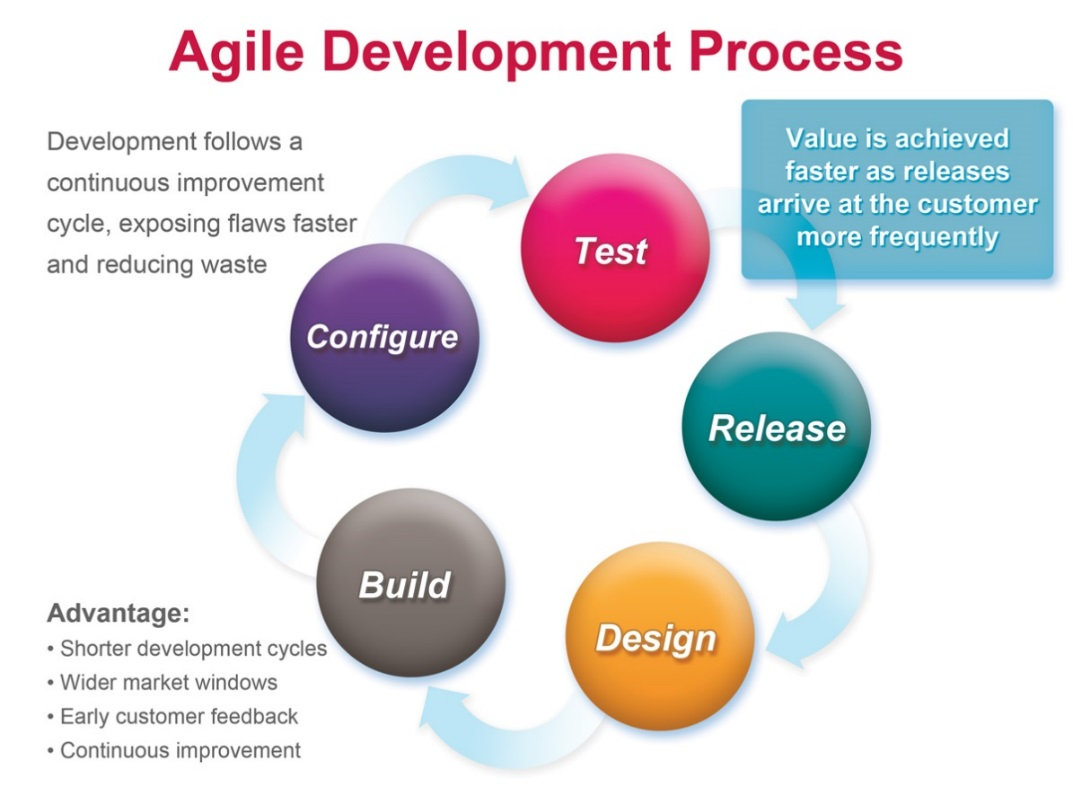 Agile Development Process
Development follows a
continuous improvement
cycle, exposing flaws faster
and reducing waste
Value is achieved
faster as releases
arrive at the customer
more frequently
Test
Configure
Release
Build
Design
Advantage:
• Shorter development cycles
• Wider market windows
• Early customer feedback
• Continuous improvement